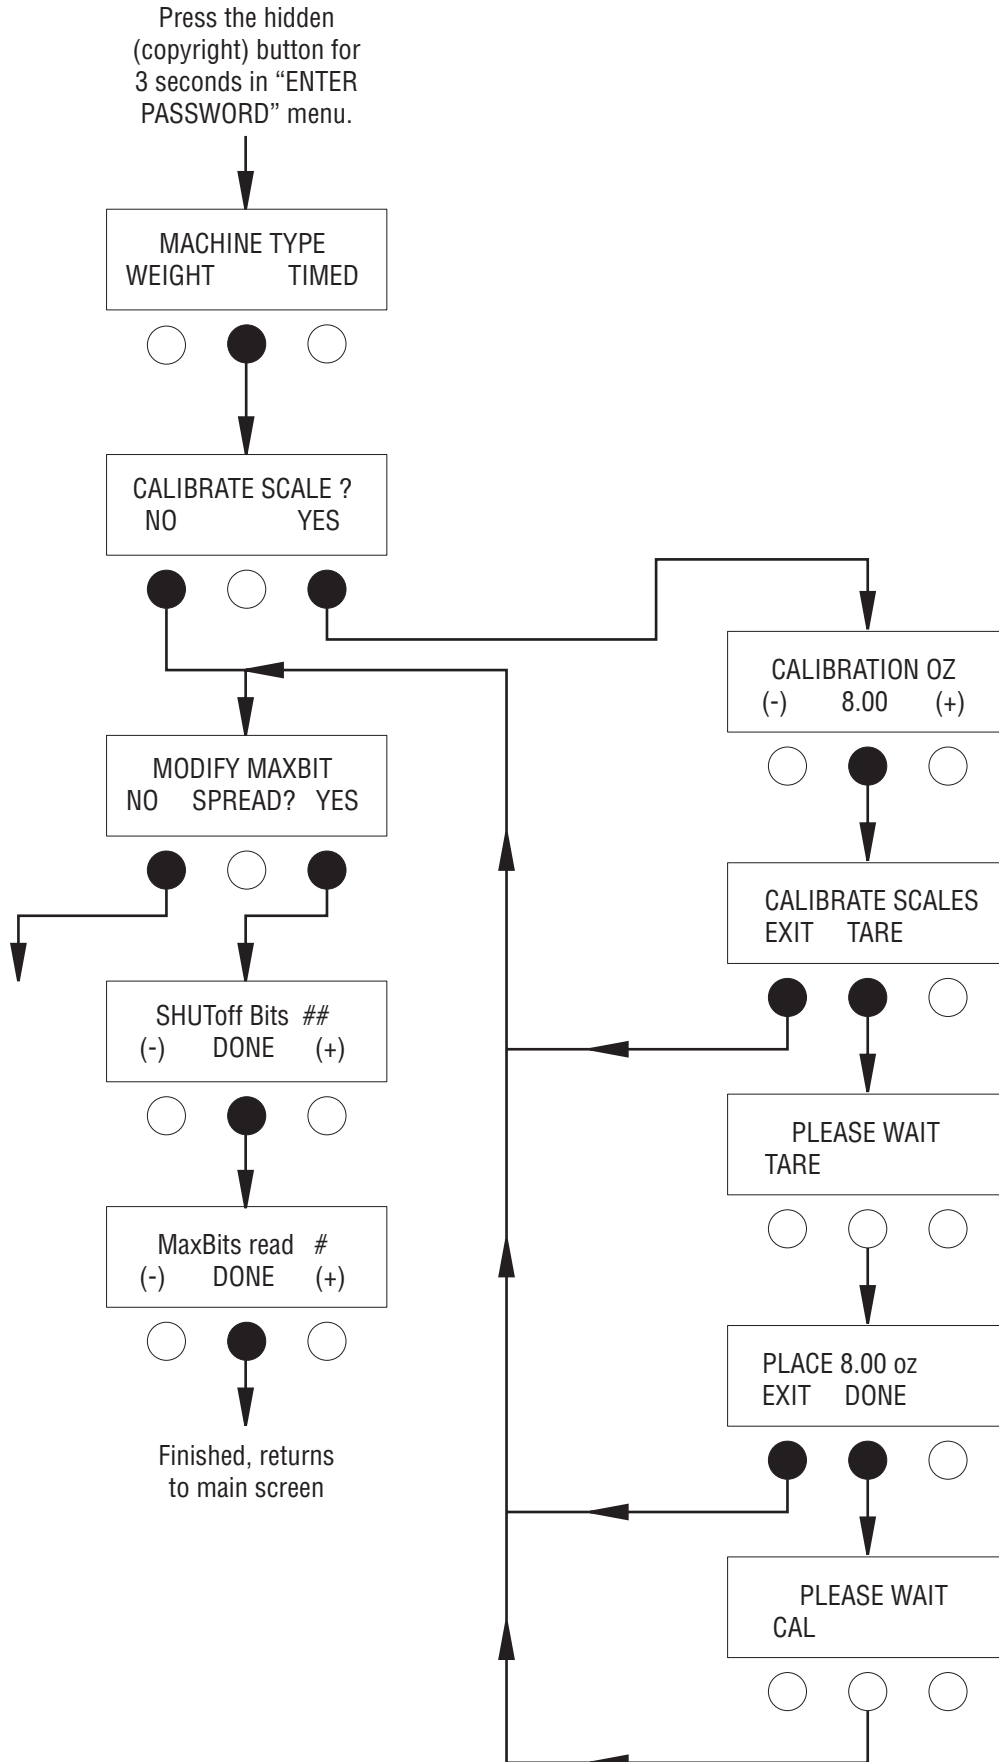 Press the hidden
(copyright) button for
3 seconds in “ENTER
PASSWORD” menu.
MACHINE TYPE
WEIGHT TIMED
CALIBRATE SCALE ?
NO YES
MODIFY MAXBIT
NO SPREAD? YES
SHUToff Bits ##
(-) DONE (+)
MaxBits read #
(-) DONE (+)
Finished, returns
to main screen
CALIBRATION OZ
(-) 8.00 (+)
CALIBRATE SCALES
EXIT TARE
PLEASE WAIT
TARE
PLACE 8.00 oz
EXIT DONE
PLEASE WAIT
CAL